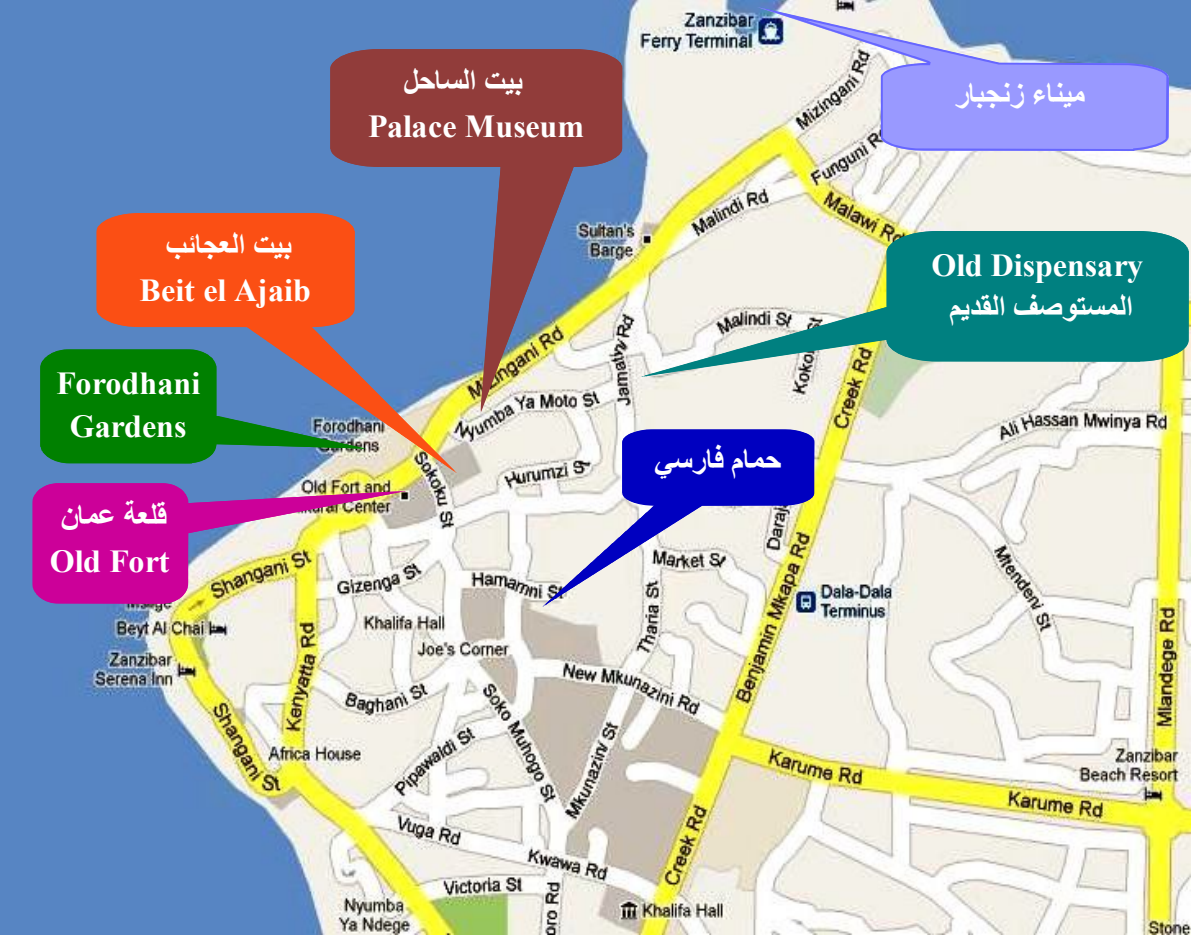 Zanzibar
Ferry Terminal
ميناء زنجبار
بيت الساحل
Palace Museum
Mizingani Rd
Funguni Rd
Malindi Rd
Malawi Rd
Sultan's
Barge
بيت العجائب
Beit el Ajaib
Old Dispensary
المستوصف القديم
Malindi St
Jamatini Rd
Mizingani Rd
Creek Rd
Forodhani
Gardens
Nyumba Ya Moto St
Forodhani
Gardens
Ali Hassan Mwinya Rd
حمام فارسي
Hurumzi St
Sokoku St
Old Fort and
Center
قلعة عمان
Old Fort
Shangani St
Gizenga St
Hamamni St
Market St
Tharia St
Mtendeni St
Dala-Dala
Terminus
Benjamin Mkapa Rd
Mlandege Rd
Beyt Al Chai
Khalifa Hall
Joe's Corner
Zanzibar
Serena Inn
Kenyatta Rd
New Mkunazini Rd
Baghani St
Soko Muhogo St
Shangani St
Africa House
Pipawaldi St
Mkunazini St
Karume Rd
Zanzibar
Beach Resort
Karume Rd
Vuga Rd
Kwawa Rd
Creek Rd
Victoria St
Nyumba
Ya Ndege
Khalifa Hall
Stone